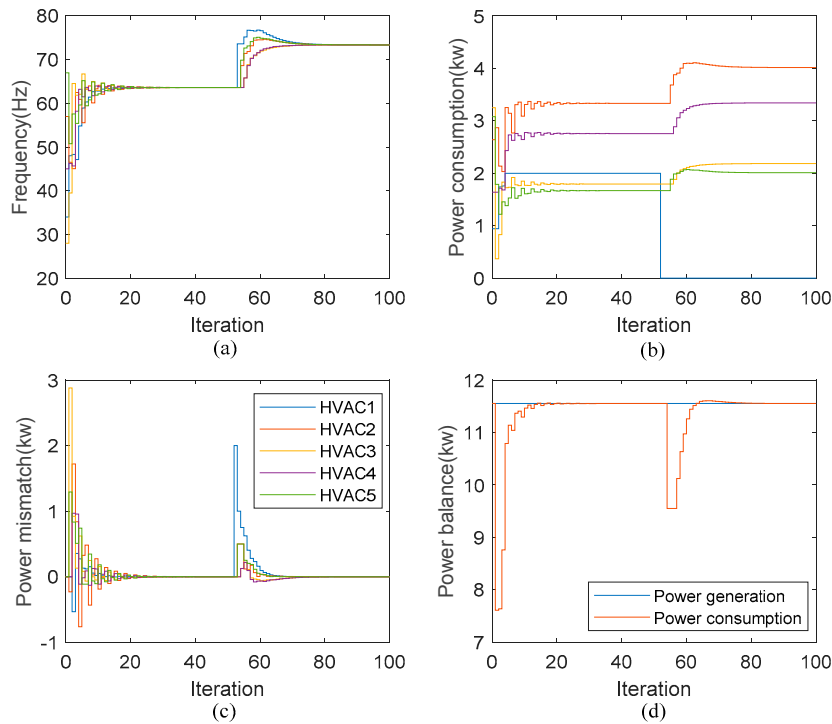 80
70
60
50
40
30
20
0
20
40
60
80
100
Frequency(Hz)
Iteration
(a)
5
4
3
2
1
0
0
20
40
60
80
100
Power consumption(kw)
Iteration
(b)
3
2
1
0
-1
0
20
40
60
80
100
Power mismatch(kw)
HVAC1
HVAC2
HVAC3
HVAC4
HVAC5
Iteration
(c)
12
11
10
9
8
7
0
20
40
60
80
100
Power balance(kw)
Power generation
Power consumption
Iteration
(d)